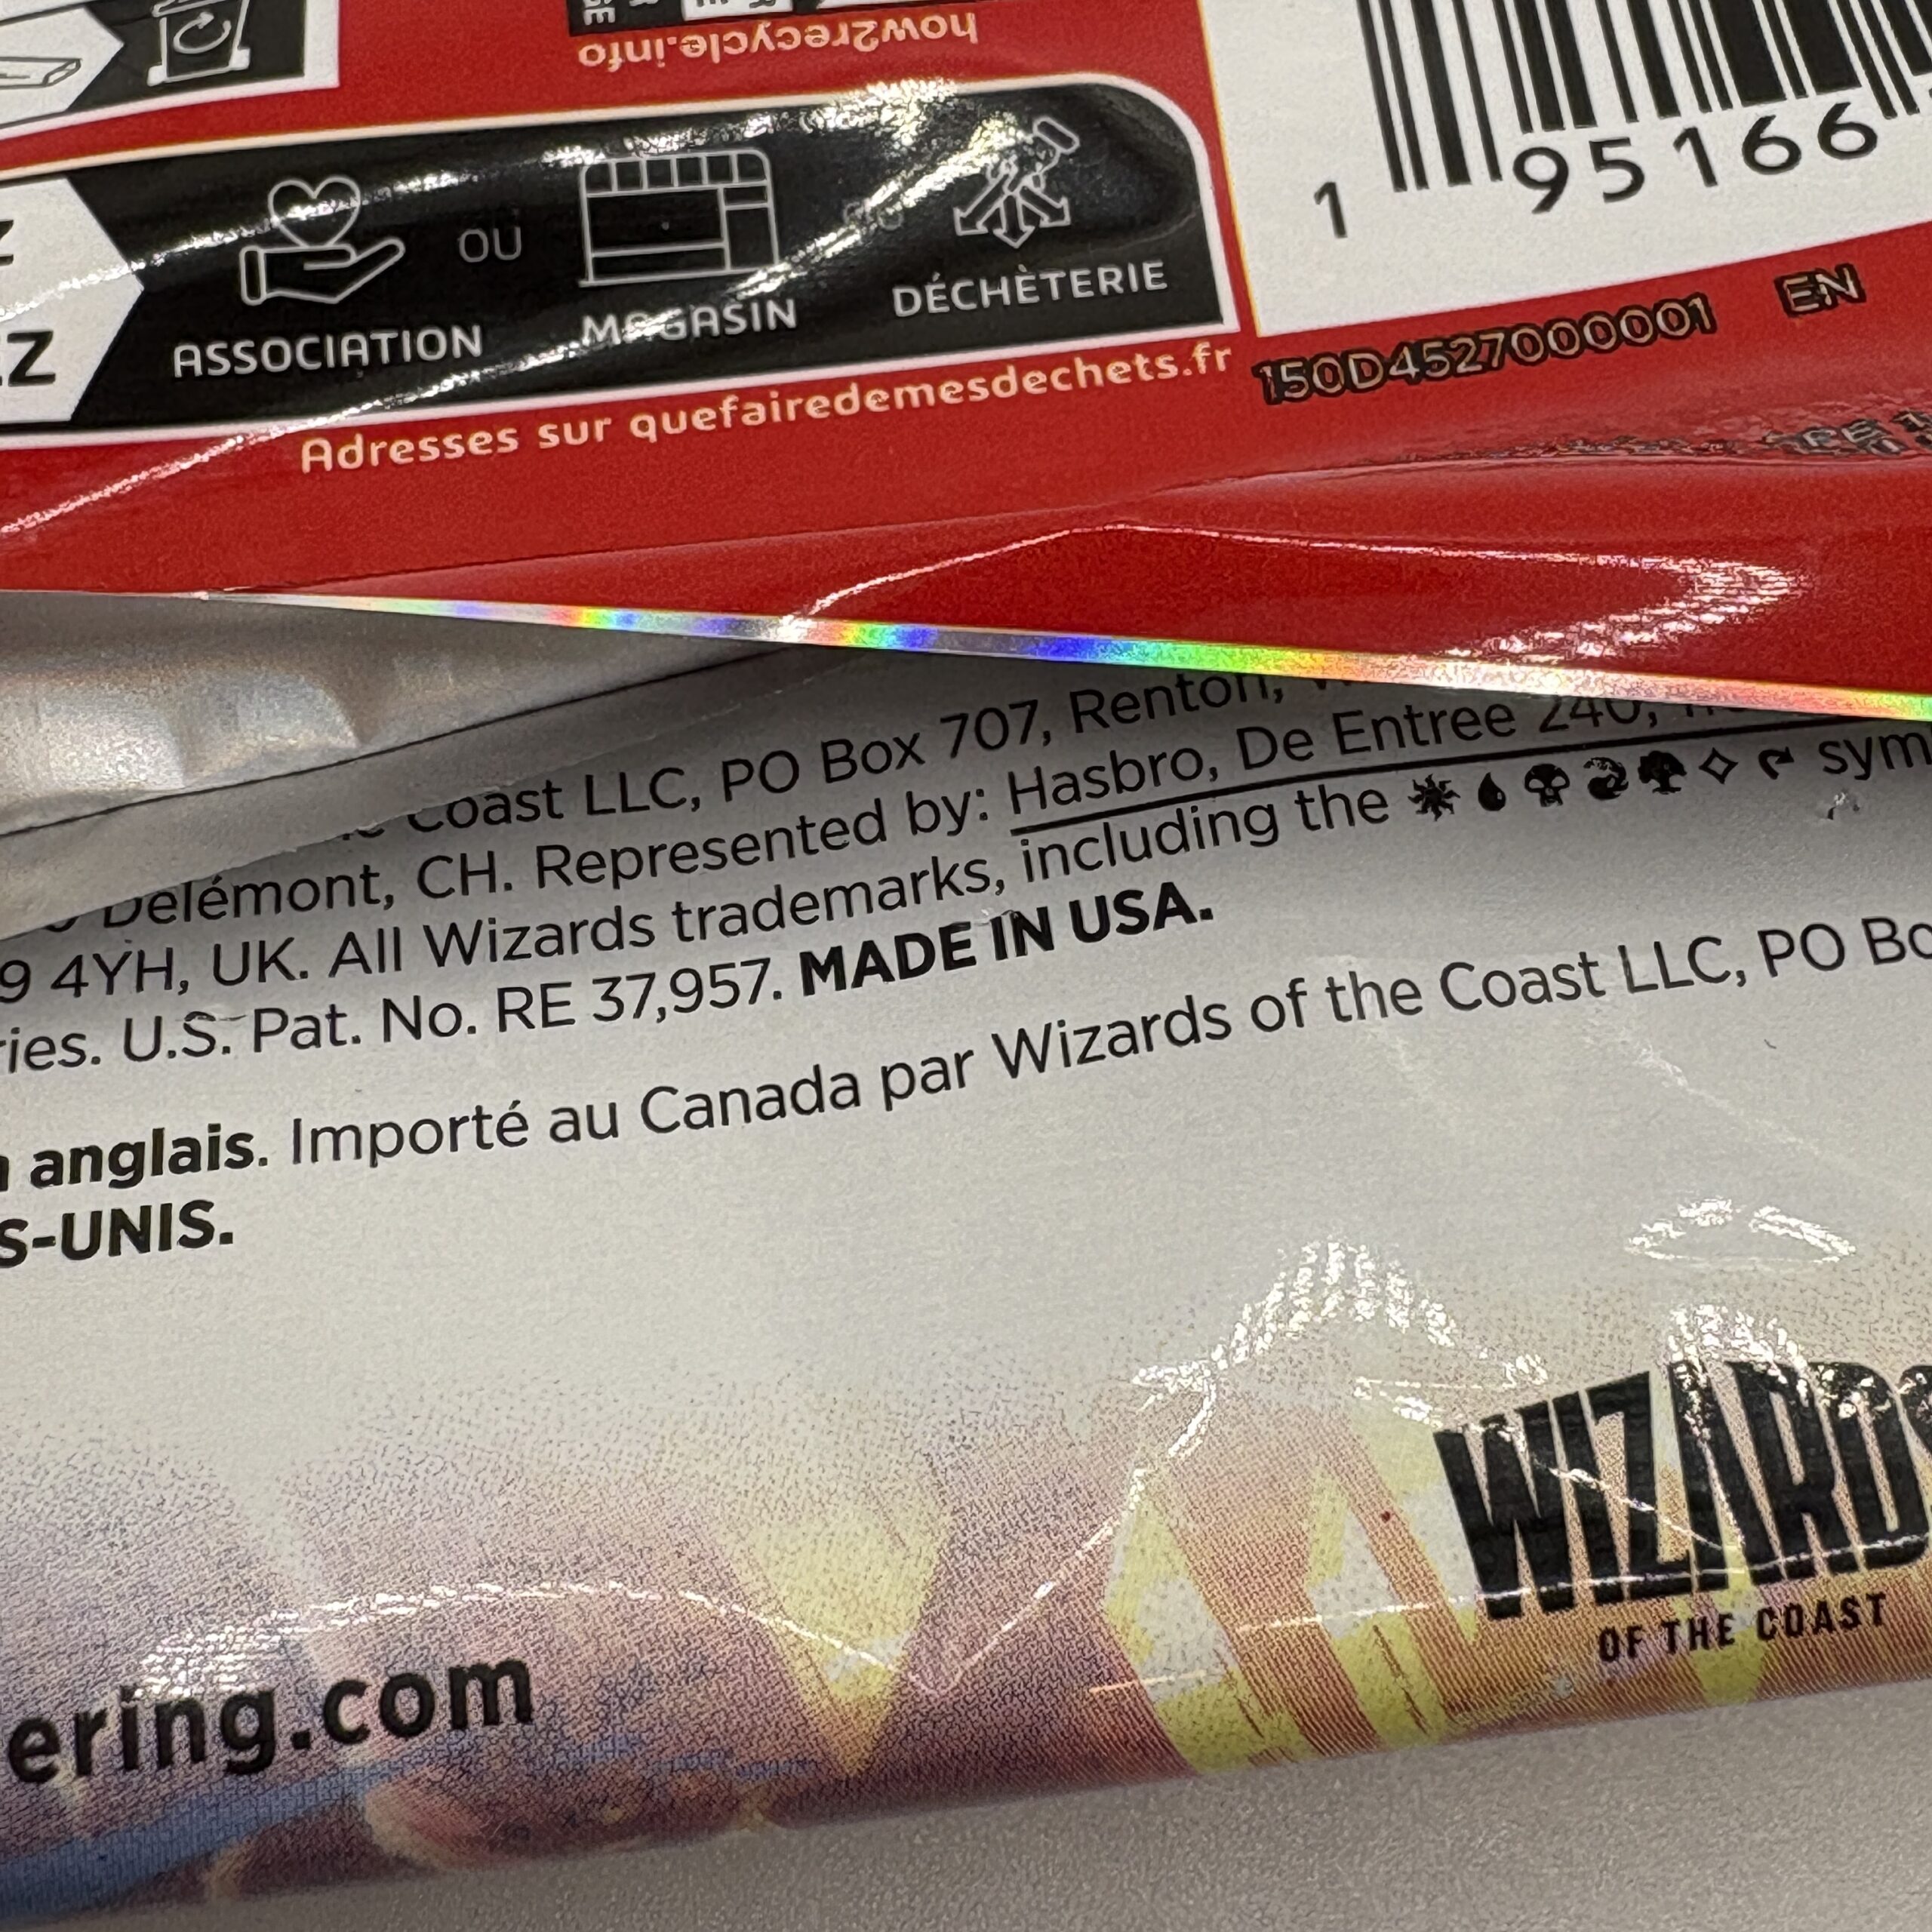 how2recycle.info
ASSOCIATION OU MAGASIN DÉCHÈTERIE
Adresses sur quefairedemesdechets.fr
1 95166
150D4527000001 EN
Coast LLC, PO Box 707, Renton,
Delémont, CH. Represented by: Hasbro, De Entree 240,
9 4YH, UK. All Wizards trademarks, including the
ries. U.S. Pat. No. RE 37,957. MADE IN USA.
anglais. Importé au Canada par Wizards of the Coast LLC, PO Bo
S-UNIS.
WIZARDS
OF THE COAST
ering.com